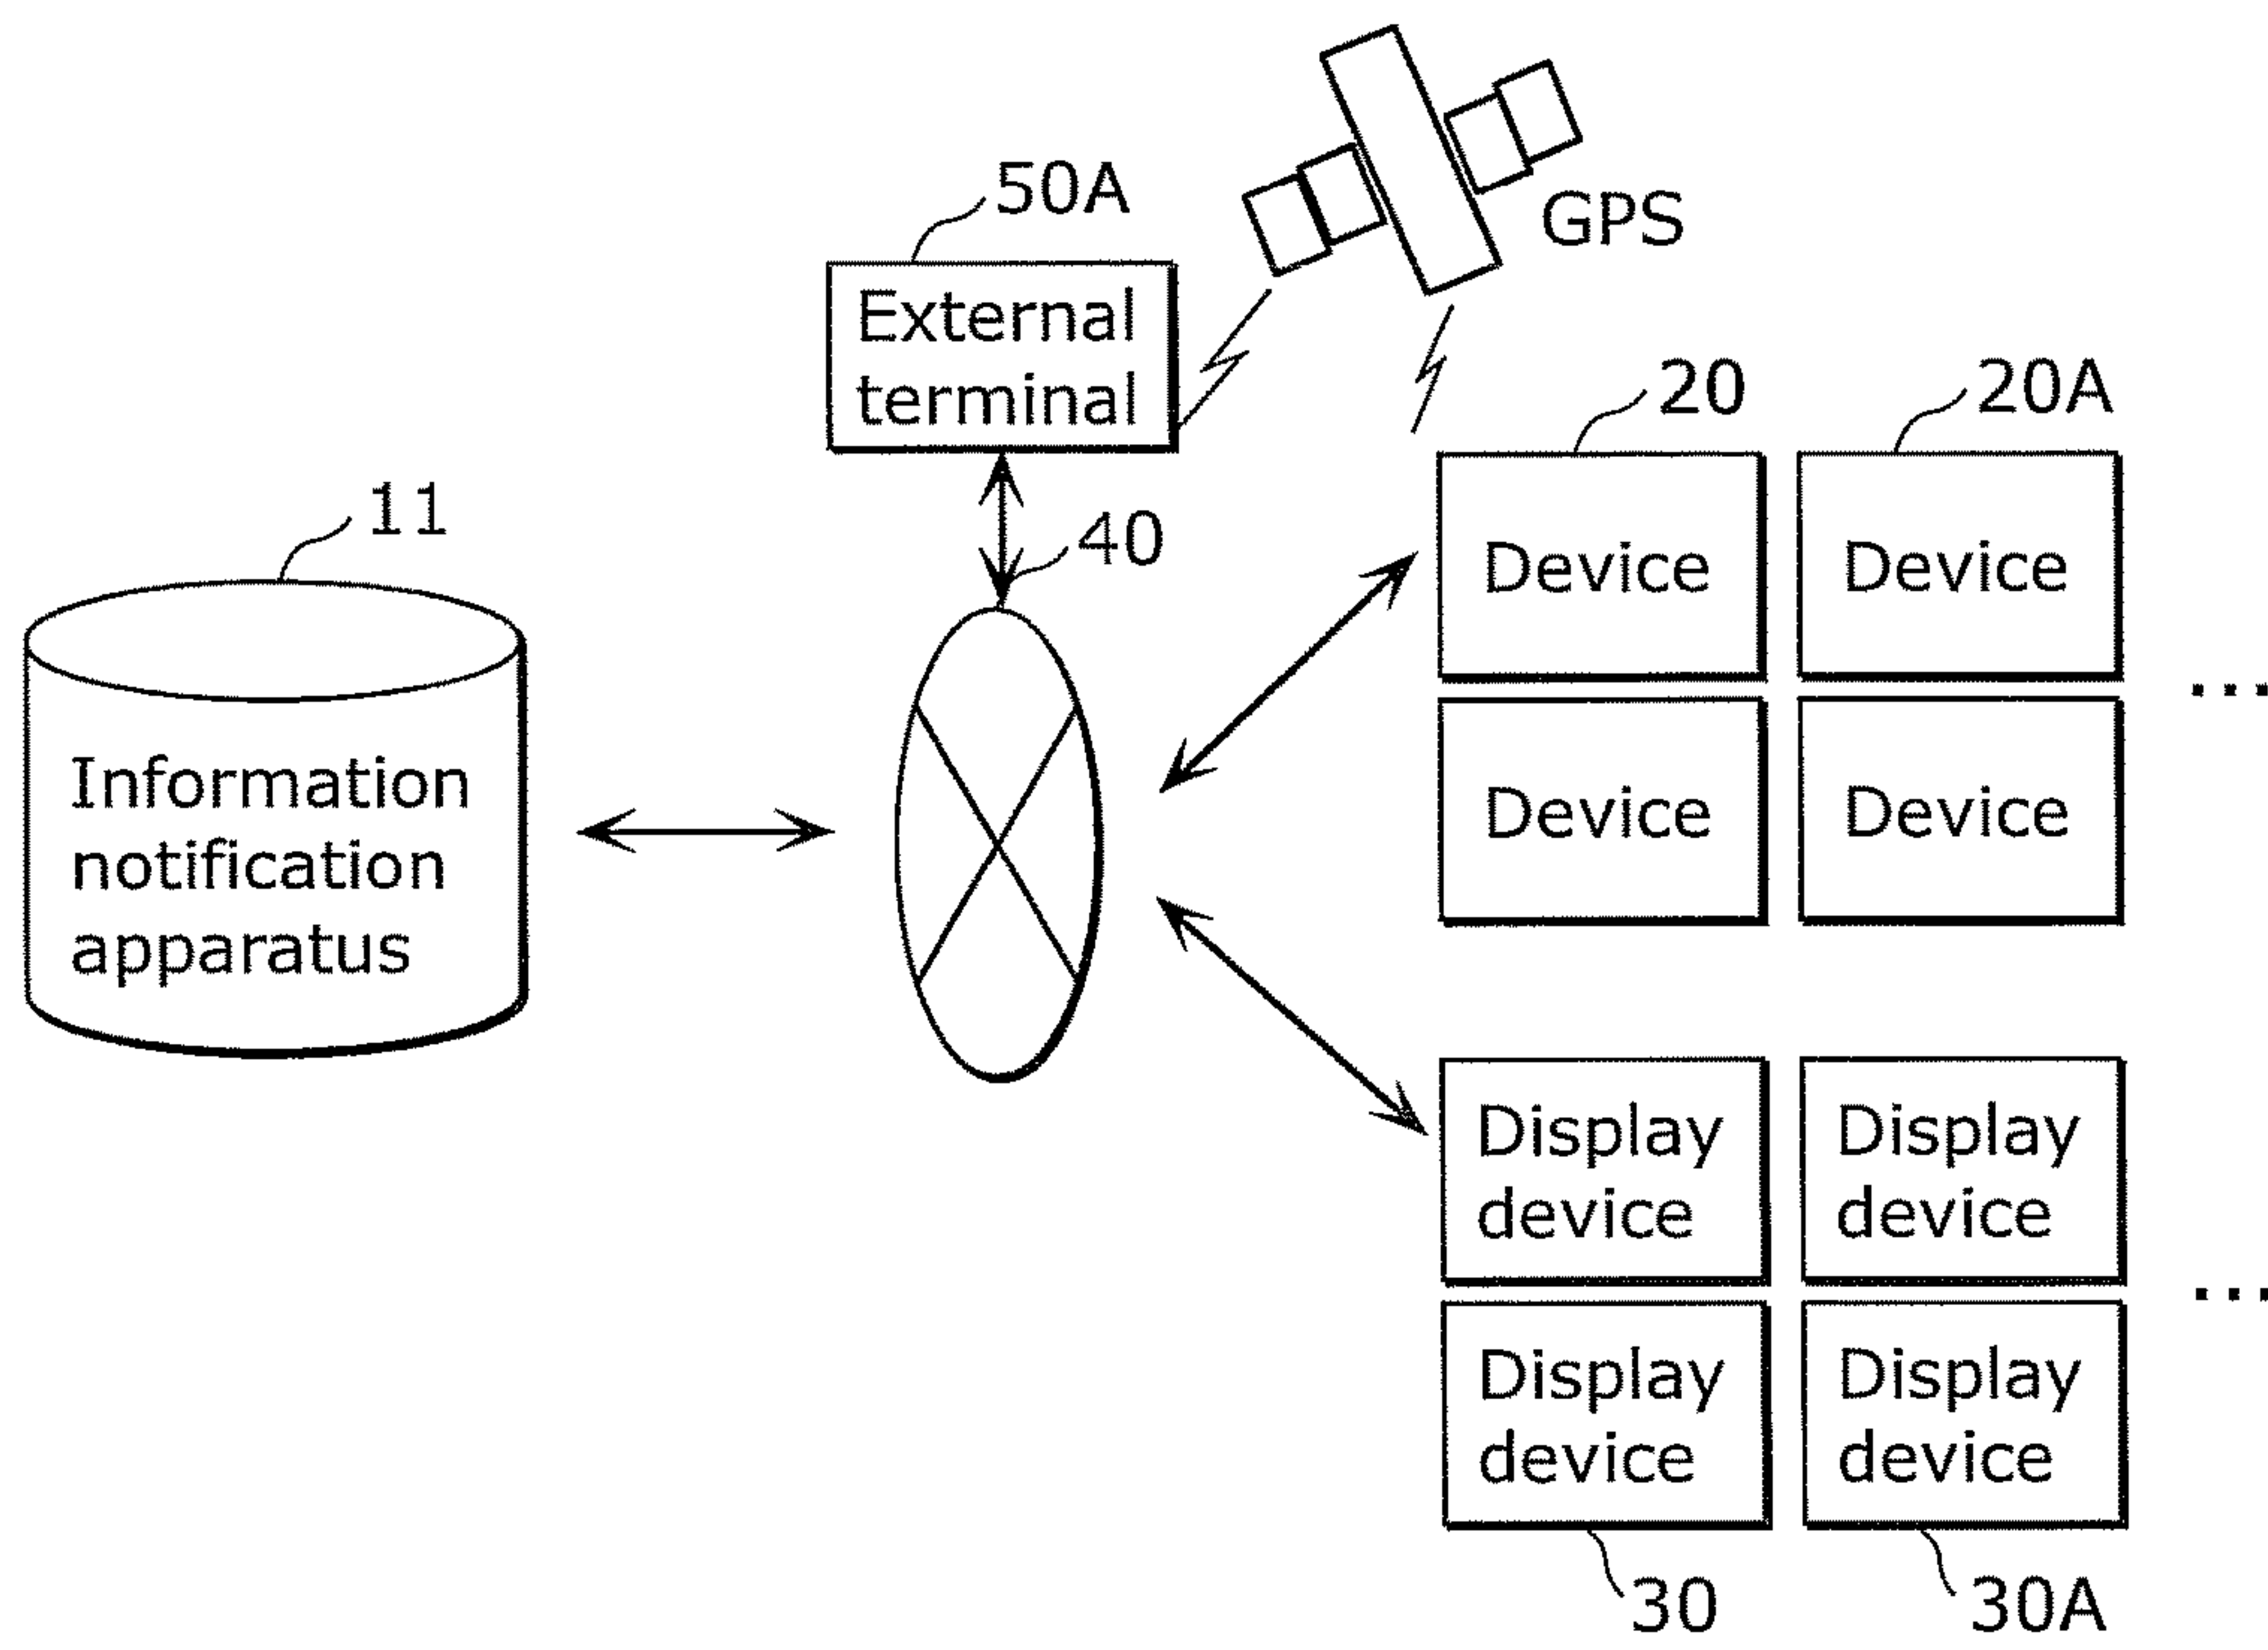 50A
GPS
External
terminal
20
20A
11
40
Device
Device
Information
notification
apparatus
Device
Device
...
Display
device
Display
device
Display
device
Display
device
...
30
30A